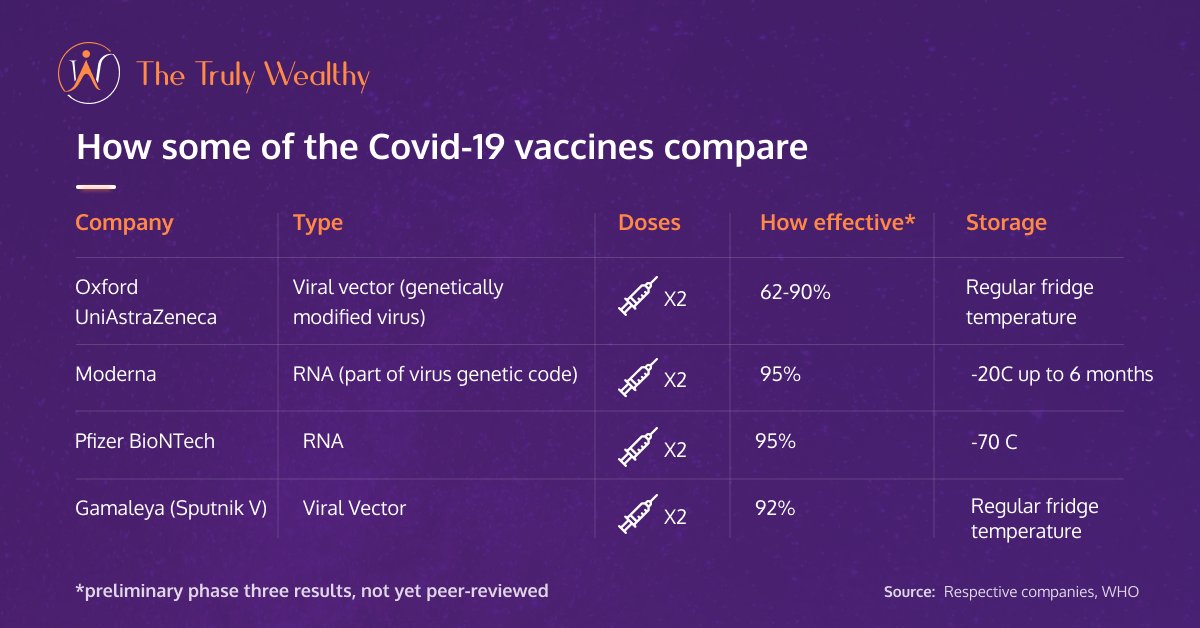 The Truly Wealthy
How some of the Covid-19 vaccines compare
Company Type Doses How effective* Storage
Oxford Viral vector (genetically X2 62-90% Regular fridge
UniAstraZeneca modified virus) temperature
Moderna RNA (part of virus genetic code) X2 95% -20C up to 6 months
Pfizer BioNTech RNA X2 95% -70 C
Gamaleya (Sputnik V) Viral Vector X2 92% Regular fridge
temperature
*preliminary phase three results, not yet peer-reviewed Source: Respective companies, WHO